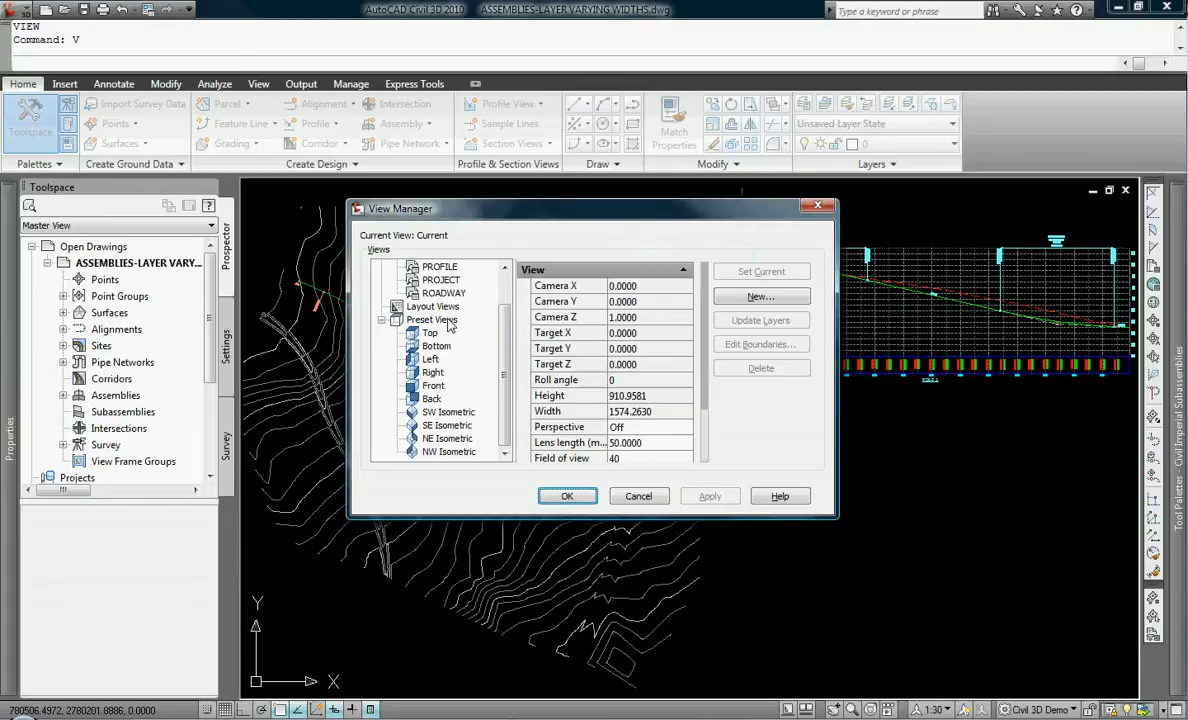 AutoCAD Civil 3D 2010 ASSEMBLIES-LAYER VARYING WIDTHS.dwg
Type a keyword or phrase
VIEW
Command: V
Home Insert Annotate Modify Analyze View Output Manage Express Tools
Toolspace
Import Survey Data
Points
Surfaces
Parcel
Feature Line
Grading
Alignment
Profile
Corridor
Intersection
Assembly
Pipe Network
Profile View
Sample Lines
Section Views
Match
Properties
Unsaved Layer State
0
Palettes Create Ground Data Create Design Profile & Section Views Draw Modify Layers
Toolspace
Master View
Open Drawings
ASSEMBLIES-LAYER VARY...
Points
Point Groups
Surfaces
Alignments
Sites
Pipe Networks
Corridors
Assemblies
Subassemblies
Intersections
Survey
View Frame Groups
Projects
Prospector
Settings
Survey
Properties
View Manager
Current View: Current
Views
PROFILE
PROJECT
ROADWAY
Layout Views
Preset Views
Top
Bottom
Left
Right
Front
Back
SW Isometric
SE Isometric
NE Isometric
NW Isometric
View
Camera X 0.0000
Camera Y 0.0000
Camera Z 1.0000
Target X 0.0000
Target Y 0.0000
Target Z 0.0000
Roll angle 0
Height 910.9581
Width 1574.2630
Perspective Off
Lens length (m... 50.0000
Field of view 40
Set Current
New...
Update Layers
Edit Boundaries...
Delete
OK Cancel Apply Help
Y
X
Tool Palettes - Civil Imperial Subassemblies
780506.4972, 2780201.8886, 0.0000
1:30
Civil 3D Demo